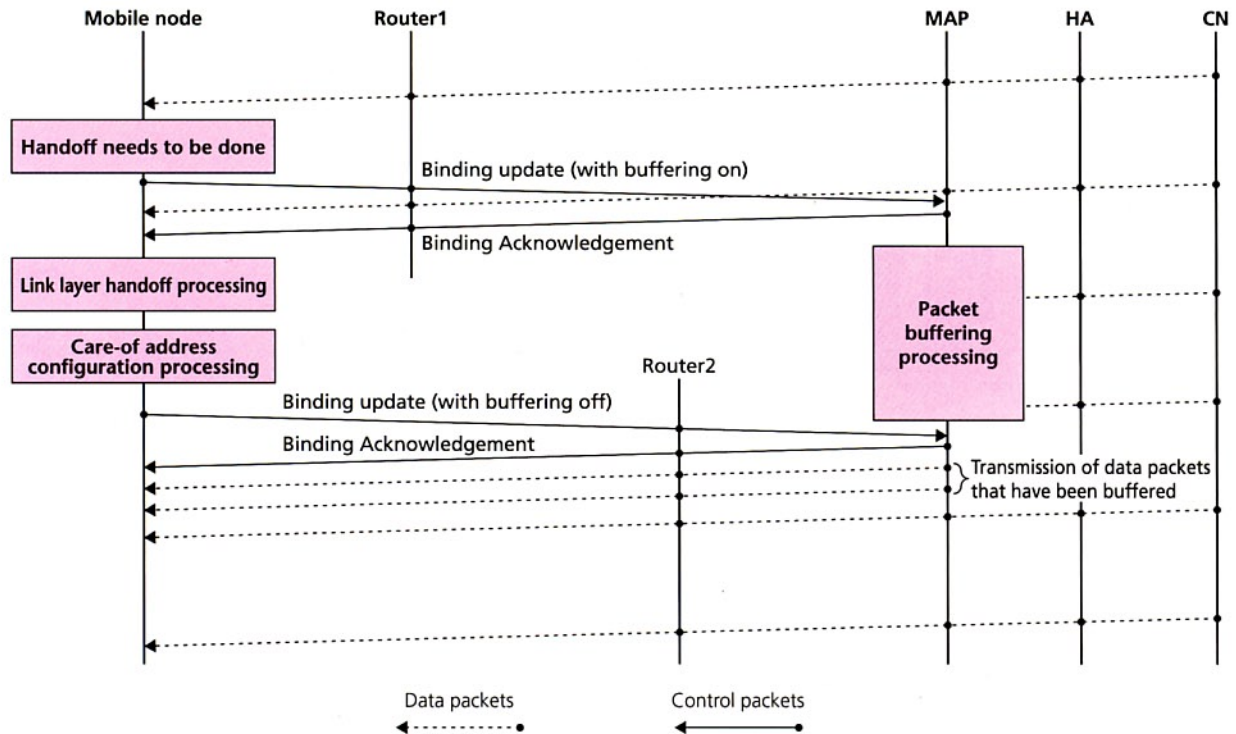 Mobile node
Router1
MAP
HA
CN
Handoff needs to be done
Binding update (with buffering on)
Binding Acknowledgement
Link layer handoff processing
Packet
buffering
processing
Care-of address
configuration processing
Router2
Binding update (with buffering off)
Binding Acknowledgement
Transmission of data packets
that have been buffered
Data packets
Control packets